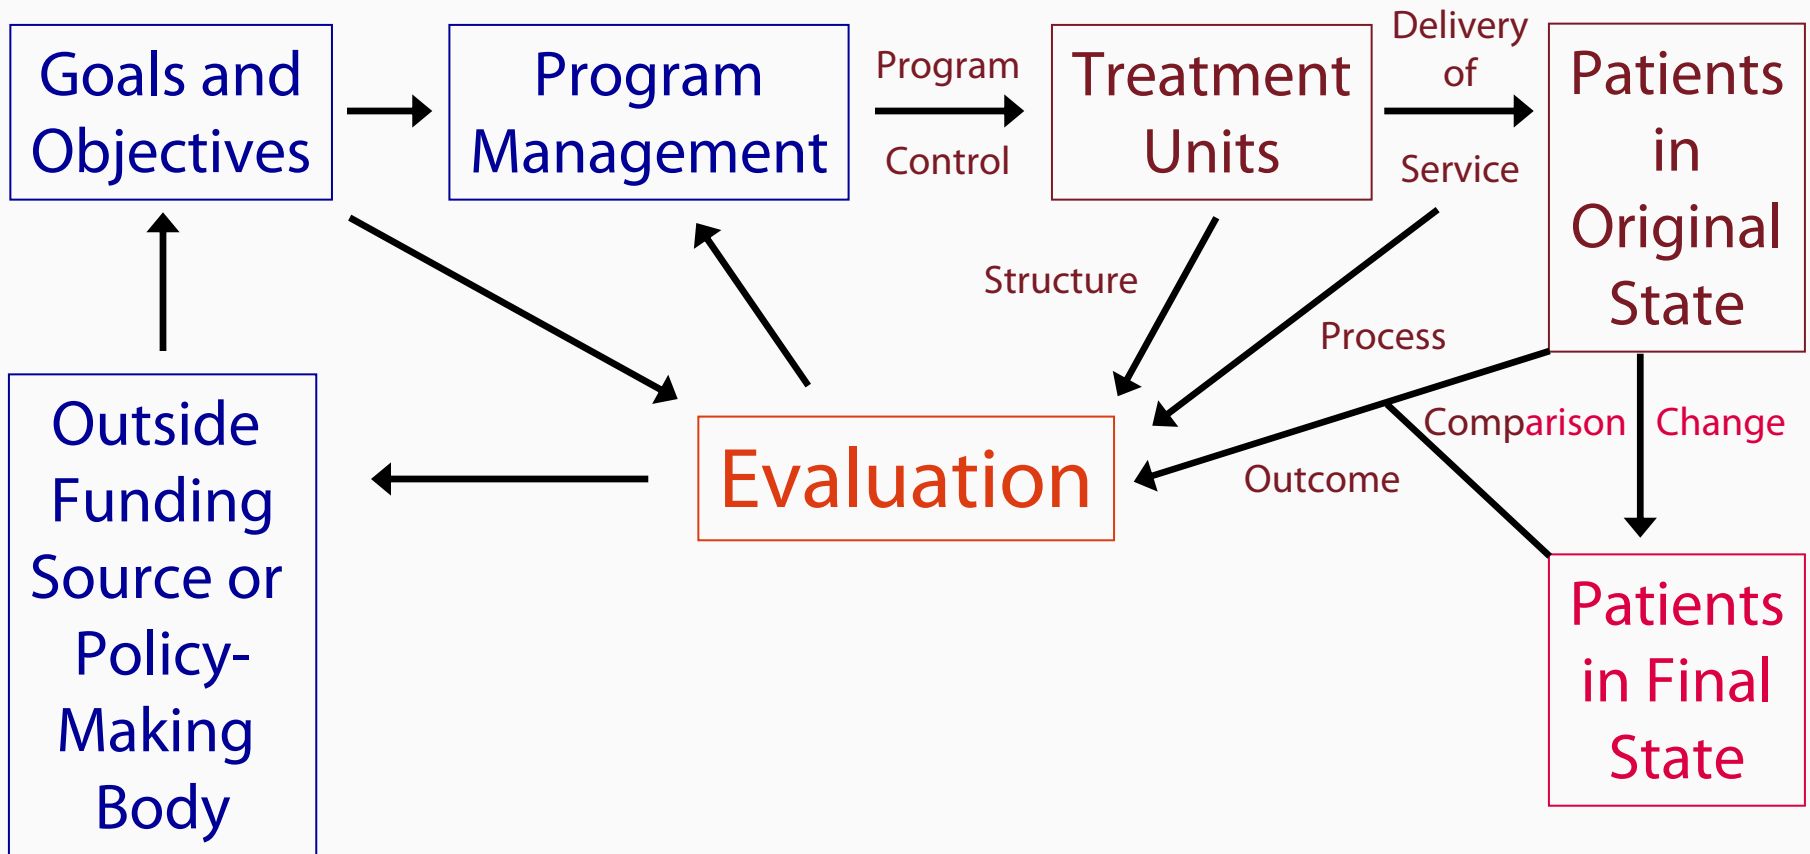 Goals and
Objectives
Program
Management
Program
Control
Treatment
Units
Delivery
of
Service
Patients
in
Original
State
Structure
Process
Comparison
Change
Outcome
Evaluation
Outside
Funding
Source or
Policy-
Making
Body
Patients
in Final
State